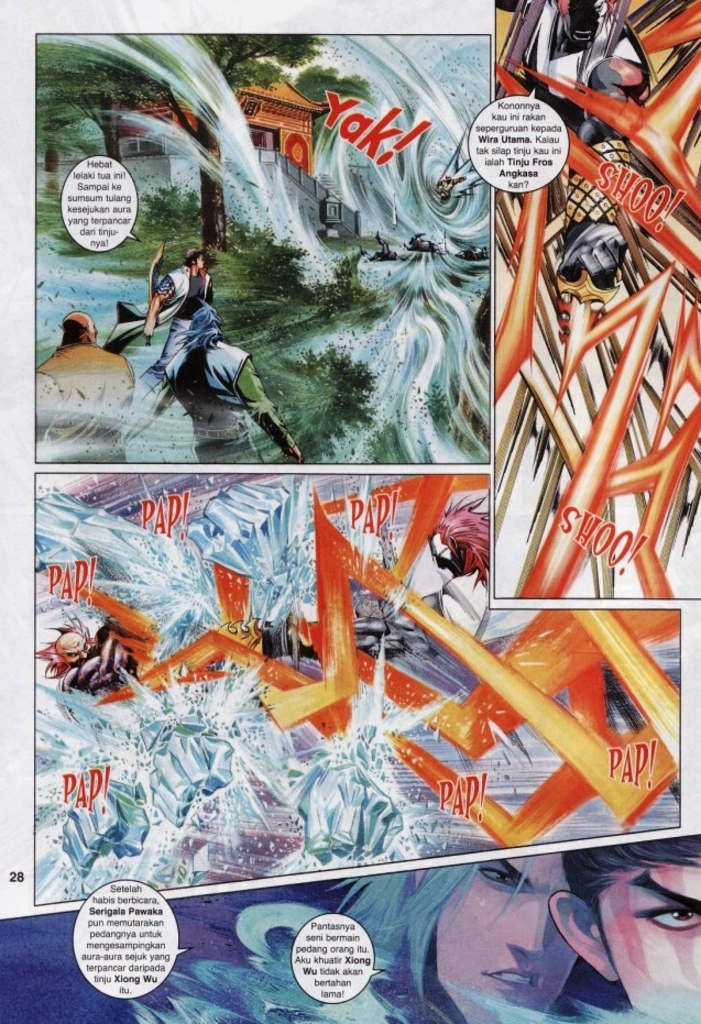 Hebat
lelaki tua ini!
Sampai ke
sumsum tulang
kesejukan aura
yang terpancar
dari tinju-
nya!
Yak!
Kononnya
kau ini rakan
seperguruan kepada
Wira Utama. Kalau
tak silap tinju kau ini
ialah Tinju Fros
Angkasa
kan?
SHOO!
SHOO!
PAP!
PAP!
PAP!
PAP!
PAP!
PAP!
28
Setelah
habis berbicara,
Serigala Pawaka
pun memutarakan
pedangnya untuk
mengesampingkan
aura-aura sejuk yang
terpancar daripada
tinju Xiong Wu
itu.
Pantasnya
seni bermain
pedang orang itu.
Aku khuatir Xiong
Wu tidak akan
bertahan
lama!